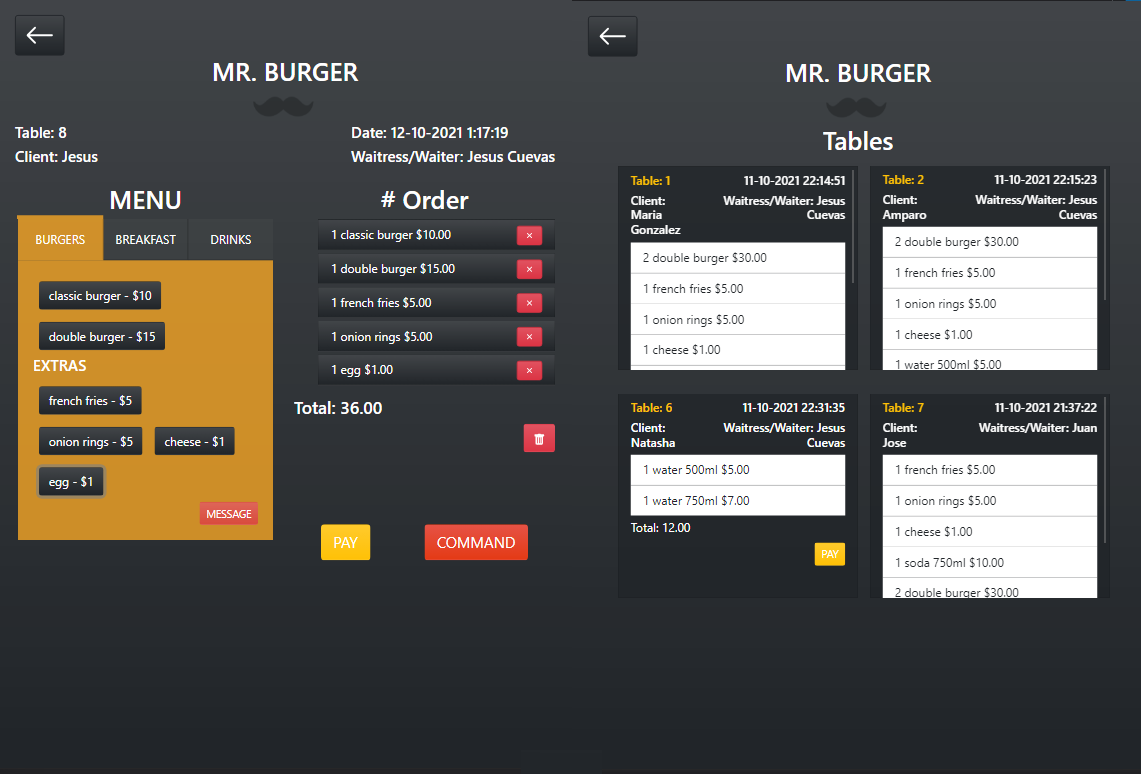 MR. BURGER
Table: 8
Client: Jesus
Date: 12-10-2021 1:17:19
Waitress/Waiter: Jesus Cuevas
MENU
BURGERS BREAKFAST DRINKS
classic burger - $10
double burger - $15
EXTRAS
french fries - $5
onion rings - $5 cheese - $1
egg - $1
MESSAGE
# Order
1 classic burger $10.00
1 double burger $15.00
1 french fries $5.00
1 onion rings $5.00
1 egg $1.00
Total: 36.00
PAY COMMAND
MR. BURGER
Tables
Table: 1 11-10-2021 22:14:51
Client:
Maria
Gonzalez
Waitress/Waiter: Jesus
Cuevas
2 double burger $30.00
1 french fries $5.00
1 onion rings $5.00
1 cheese $1.00
Table: 2 11-10-2021 22:15:23
Client:
Amparo
Waitress/Waiter: Jesus
Cuevas
2 double burger $30.00
1 french fries $5.00
1 onion rings $5.00
1 cheese $1.00
1 water 500ml $5.00
Table: 6 11-10-2021 22:31:35
Client:
Natasha
Waitress/Waiter: Jesus
Cuevas
1 water 500ml $5.00
1 water 750ml $7.00
Total: 12.00
PAY
Table: 7 11-10-2021 21:37:22
Client:
Jose
Waitress/Waiter: Juan
1 french fries $5.00
1 onion rings $5.00
1 cheese $1.00
1 soda 750ml $10.00
2 double burger $30.00